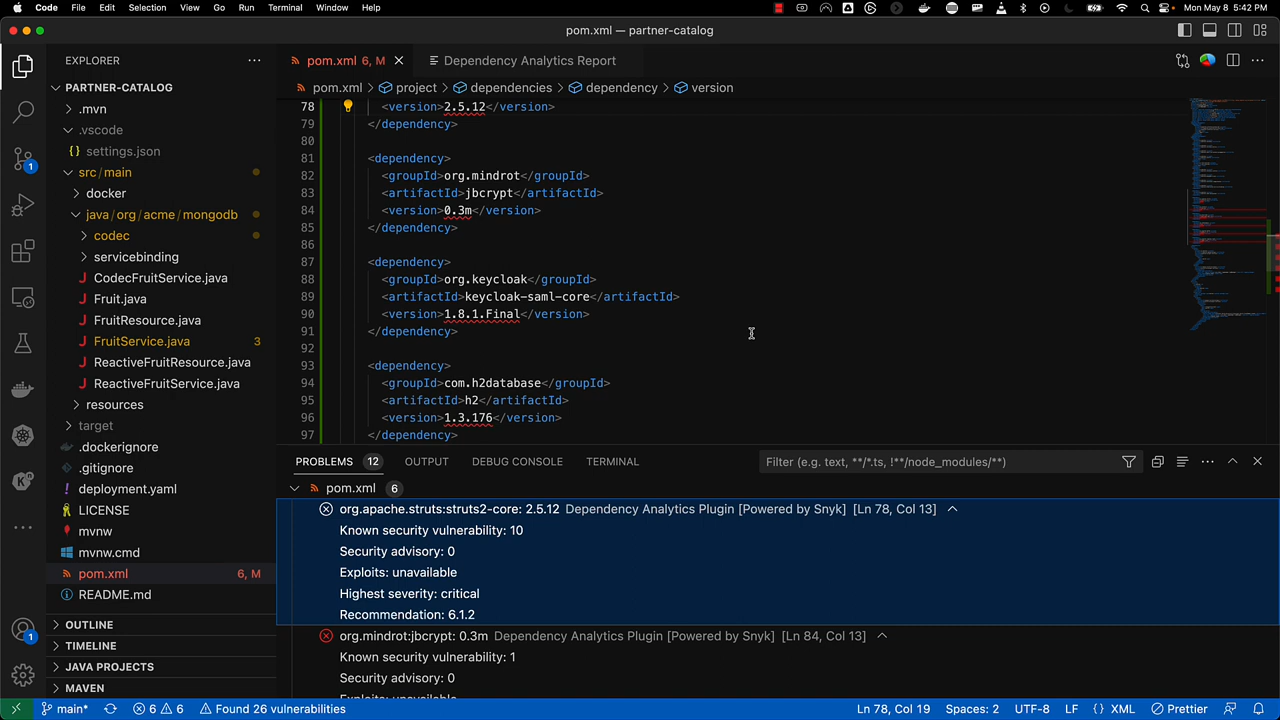 Code File Edit Selection View Go Run Terminal Window Help Mon May 8 5:42 PM
pom.xml — partner-catalog
EXPLORER
PARTNER-CATALOG
.mvn
.vscode
settings.json
src/main
docker
java/org/acme/mongodb
codec
servicebinding
CodecFruitService.java
Fruit.java
FruitResource.java
FruitService.java 3
ReactiveFruitResource.java
ReactiveFruitService.java
resources
target
.dockerignore
.gitignore
deployment.yaml
LICENSE
mvnw
mvnw.cmd
pom.xml 6, M
README.md
OUTLINE
TIMELINE
JAVA PROJECTS
MAVEN
1
1
pom.xml 6, M Dependency Analytics Report
pom.xml > project > dependencies > dependency > version
78 <version>2.5.12</version>
79 </dependency>
80
81 <dependency>
82 <groupId>org.mindrot</groupId>
83 <artifactId>jbcrypt</artifactId>
84 <version>0.3m</version>
85 </dependency>
86
87 <dependency>
88 <groupId>org.keycloak</groupId>
89 <artifactId>keycloak-saml-core</artifactId>
90 <version>1.8.1.Final</version>
91 </dependency>
92
93 <dependency>
94 <groupId>com.h2database</groupId>
95 <artifactId>h2</artifactId>
96 <version>1.3.176</version>
97 </dependency>
PROBLEMS 12 OUTPUT DEBUG CONSOLE TERMINAL Filter (e.g. text, **/*.ts, !**/node_modules/**)
pom.xml 6
org.apache.struts:struts2-core: 2.5.12 Dependency Analytics Plugin [Powered by Snyk] [Ln 78, Col 13]
Known security vulnerability: 10
Security advisory: 0
Exploits: unavailable
Highest severity: critical
Recommendation: 6.1.2
org.mindrot:jbcrypt: 0.3m Dependency Analytics Plugin [Powered by Snyk] [Ln 84, Col 13]
Known security vulnerability: 1
Security advisory: 0
Exploits: unavailable
main* 6 6 Found 26 vulnerabilities Ln 78, Col 19 Spaces: 2 UTF-8 LF {} XML Prettier